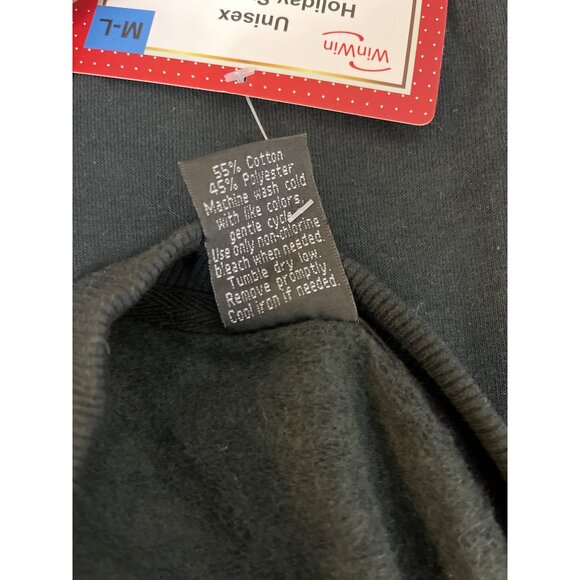 M-L
Unisex
Holiday S
WinWin
55% Cotton
45% Polyester
Machine wash cold
with like colors,
gentle cycle.
Use only non-chlorine
bleach when needed.
Tumble dry low.
Remove promptly.
Cool iron if needed.